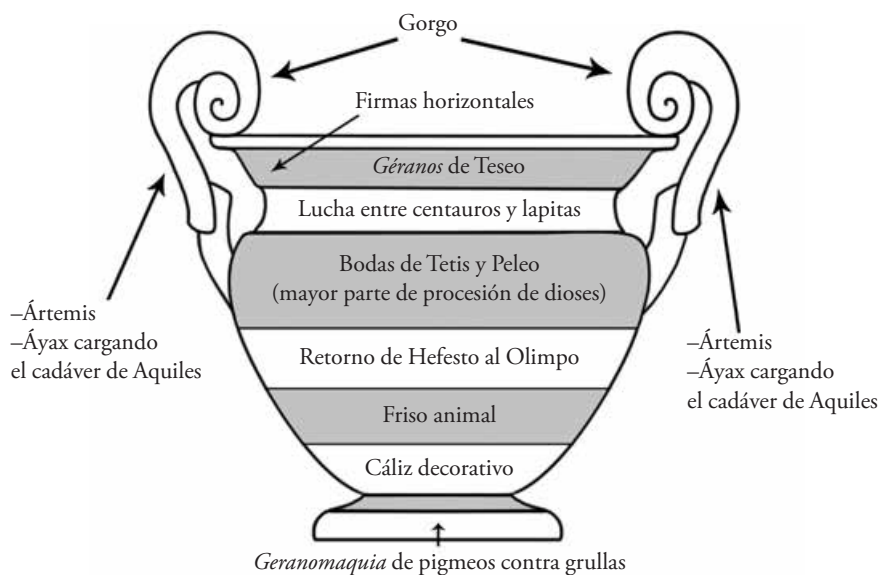 Gorgo
Firmas horizontales
Géranos de Teseo
Lucha entre centauros y lapitas
Bodas de Tetis y Peleo
(mayor parte de procesión de dioses)
–Ártemis
–Áyax cargando
el cadáver de Aquiles
–Ártemis
–Áyax cargando
el cadáver de Aquiles
Retorno de Hefesto al Olimpo
Friso animal
Cáliz decorativo
Geranomaquia de pigmeos contra grullas